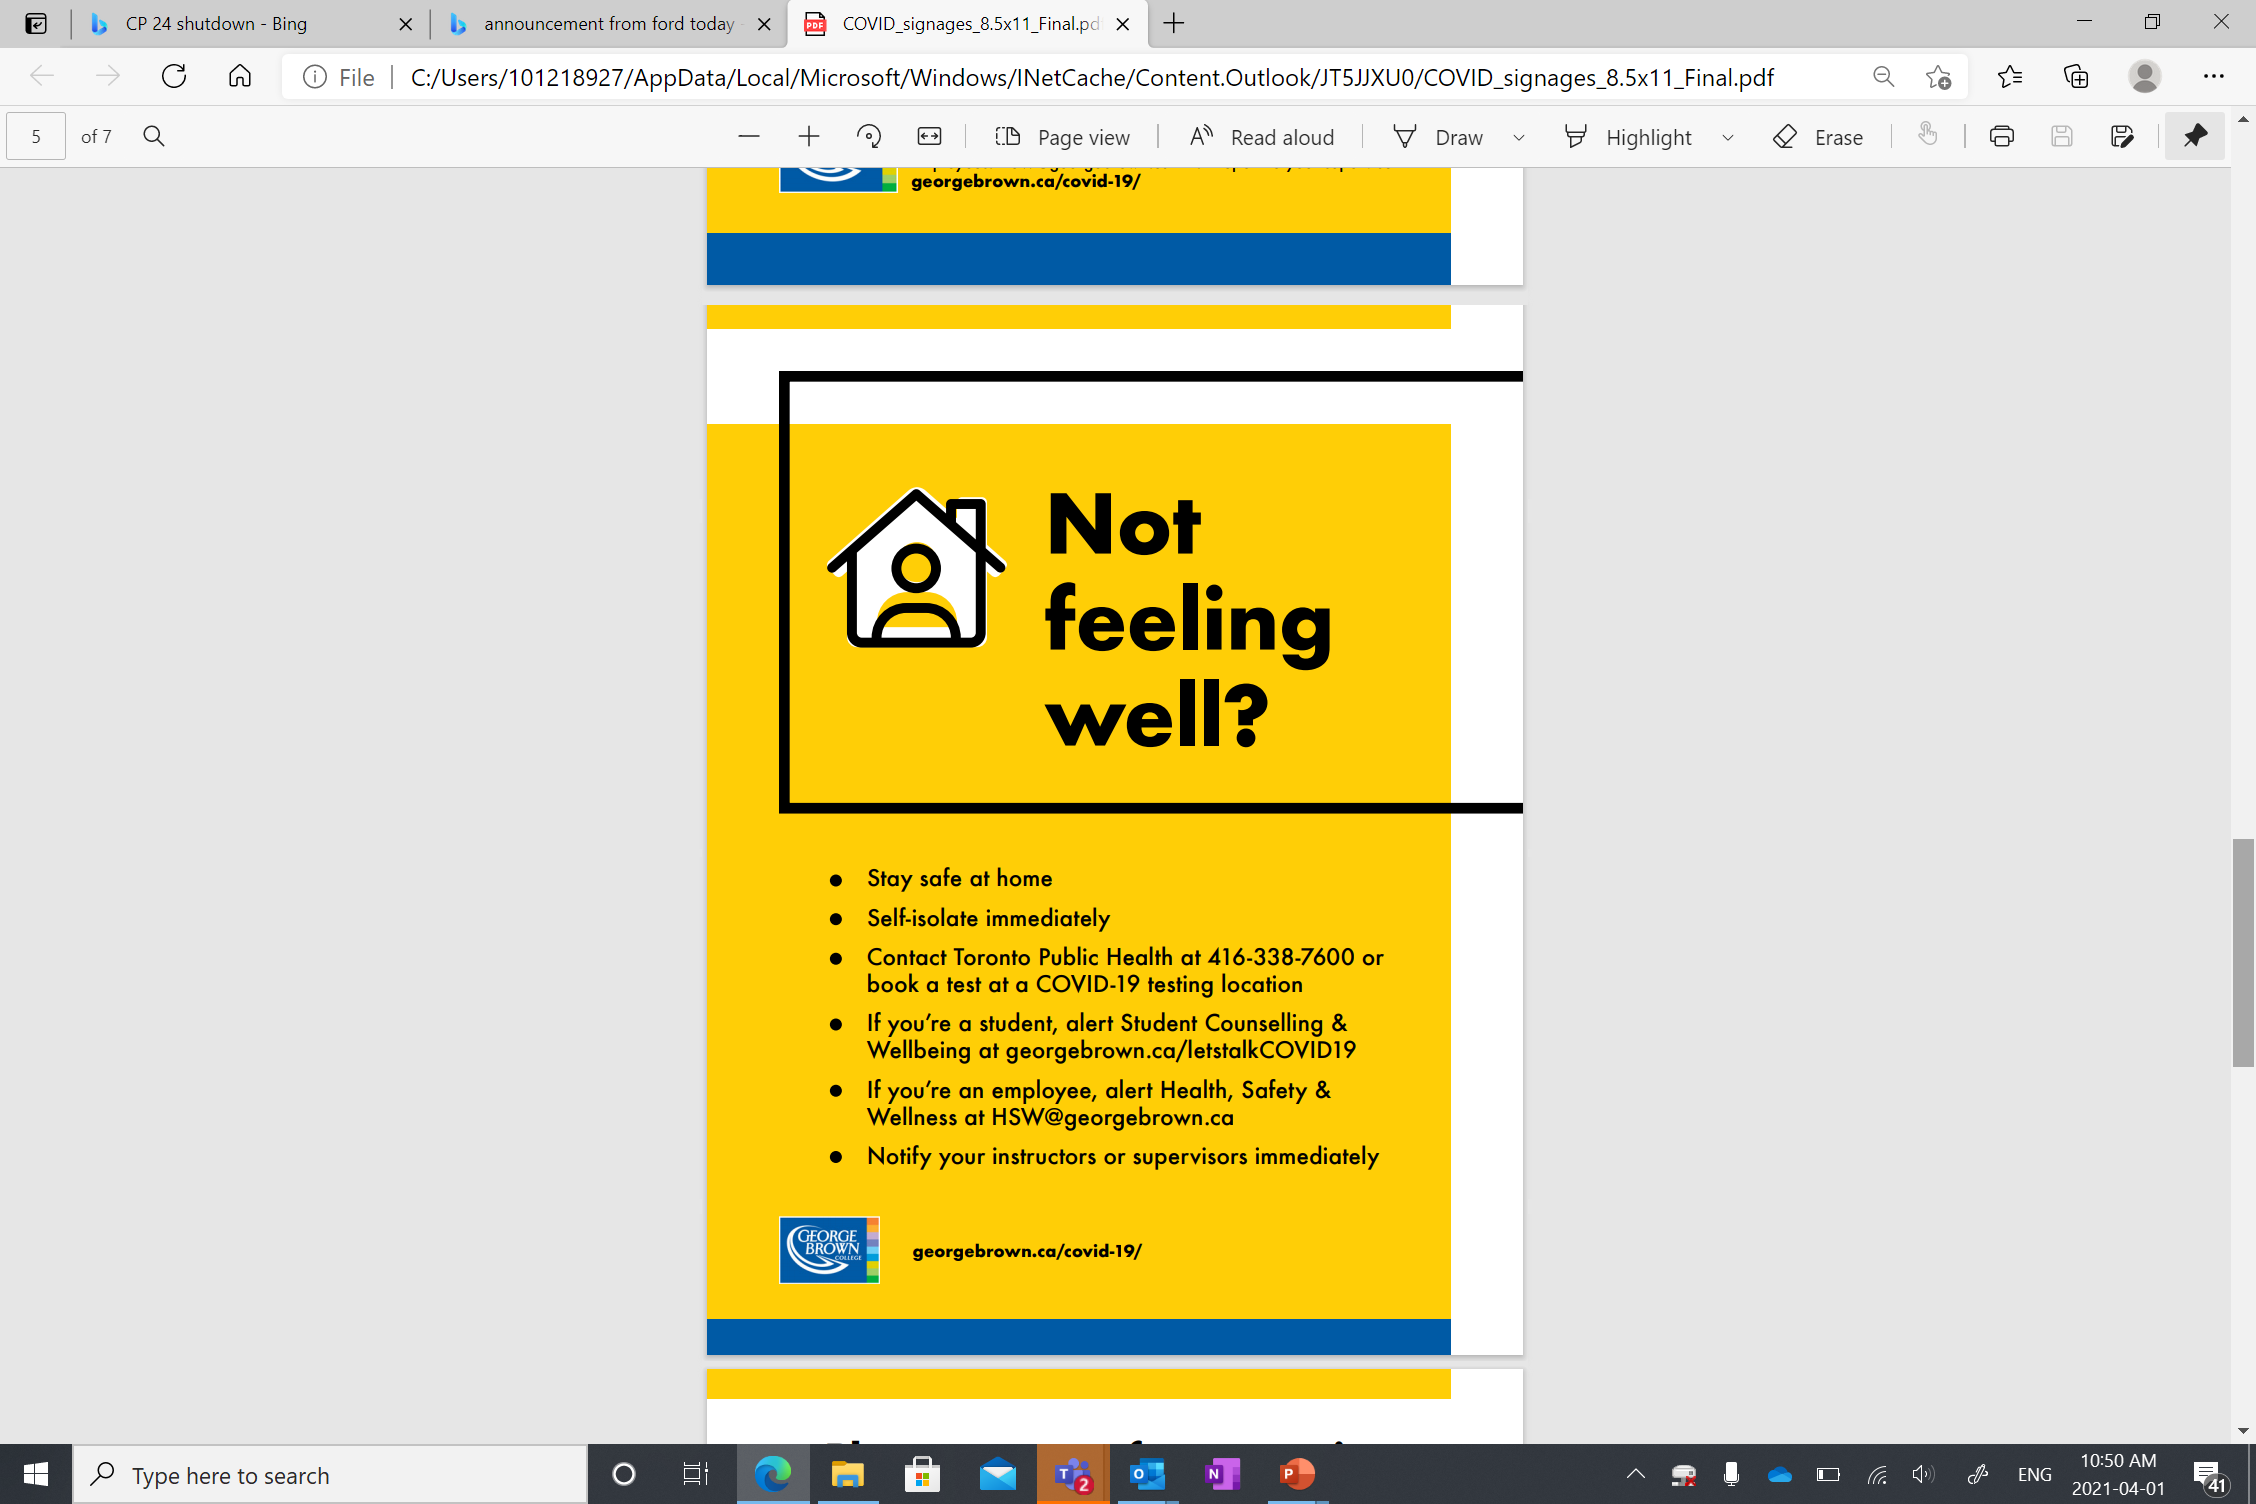 CP 24 shutdown - Bing
announcement from ford today
COVID_signages_8.5x11_Final.pd
File
C:/Users/101218927/AppData/Local/Microsoft/Windows/INetCache/Content.Outlook/JT5JJXU0/COVID_signages_8.5x11_Final.pdf
5 of 7
Page view
Read aloud
Draw
Highlight
Erase
georgebrown.ca/covid-19/
Not
feeling
well?
● Stay safe at home
● Self-isolate immediately
● Contact Toronto Public Health at 416-338-7600 or
book a test at a COVID-19 testing location
● If you’re a student, alert Student Counselling &
Wellbeing at georgebrown.ca/letstalkCOVID19
● If you’re an employee, alert Health, Safety &
Wellness at HSW@georgebrown.ca
● Notify your instructors or supervisors immediately
GEORGE
BROWN
COLLEGE
georgebrown.ca/covid-19/
Type here to search
2
ENG
10:50 AM
2021-04-01
41